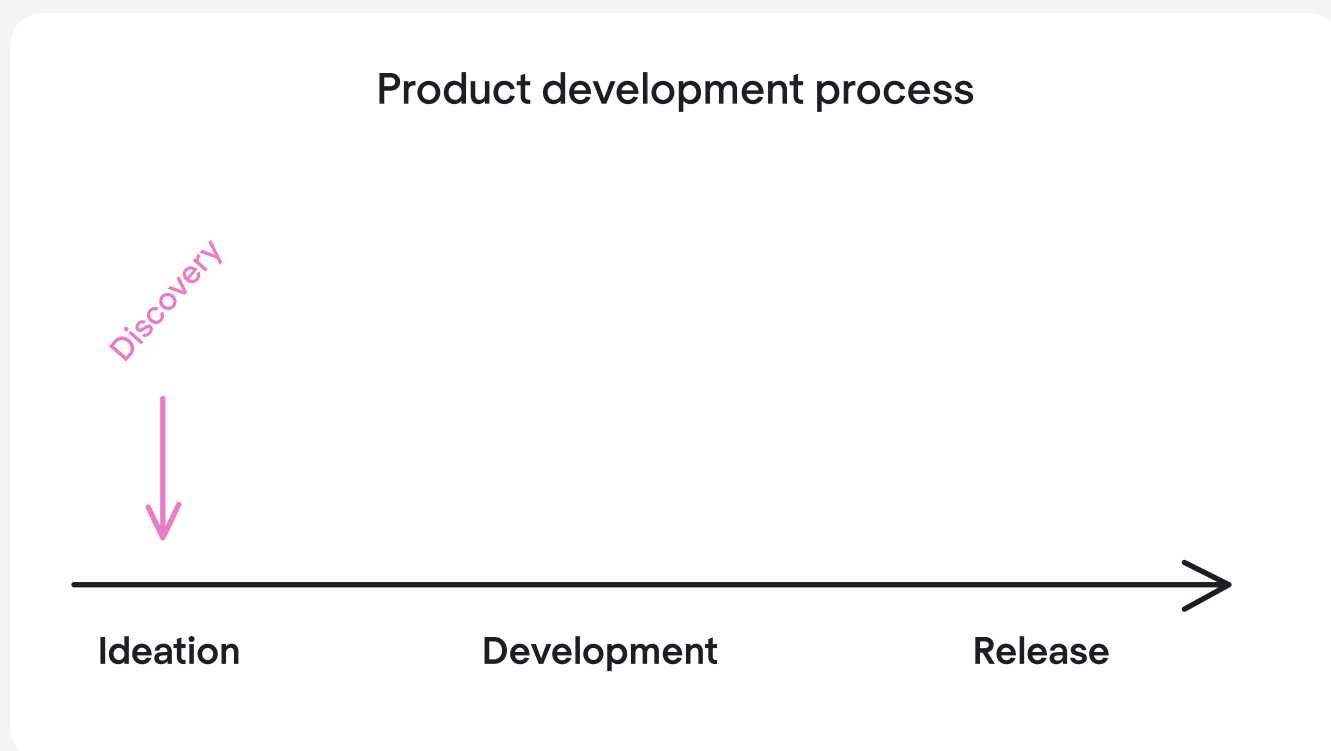 Product development process
Discovery
Ideation
Development
Release